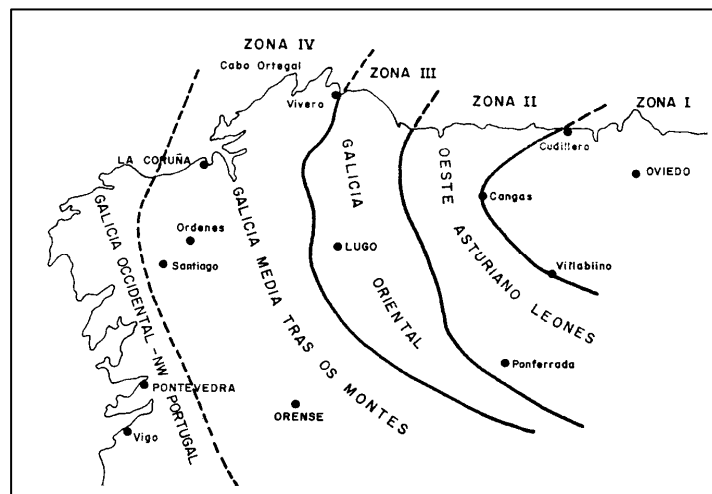 ZONA IV
Cabo Ortegal
ZONA III
ZONA II
ZONA I
Vivero
Cudillero
LA CORUÑA
OVIEDO
Cangas
Ordenes
Santiago
LUGO
Villablino
Ponferrada
PONTEVEDRA
ORENSE
Vigo
GALICIA OCCIDENTAL -NW PORTUGAL
GALICIA MEDIA TRAS OS MONTES
GALICIA ORIENTAL
OESTE ASTURIANO LEONES